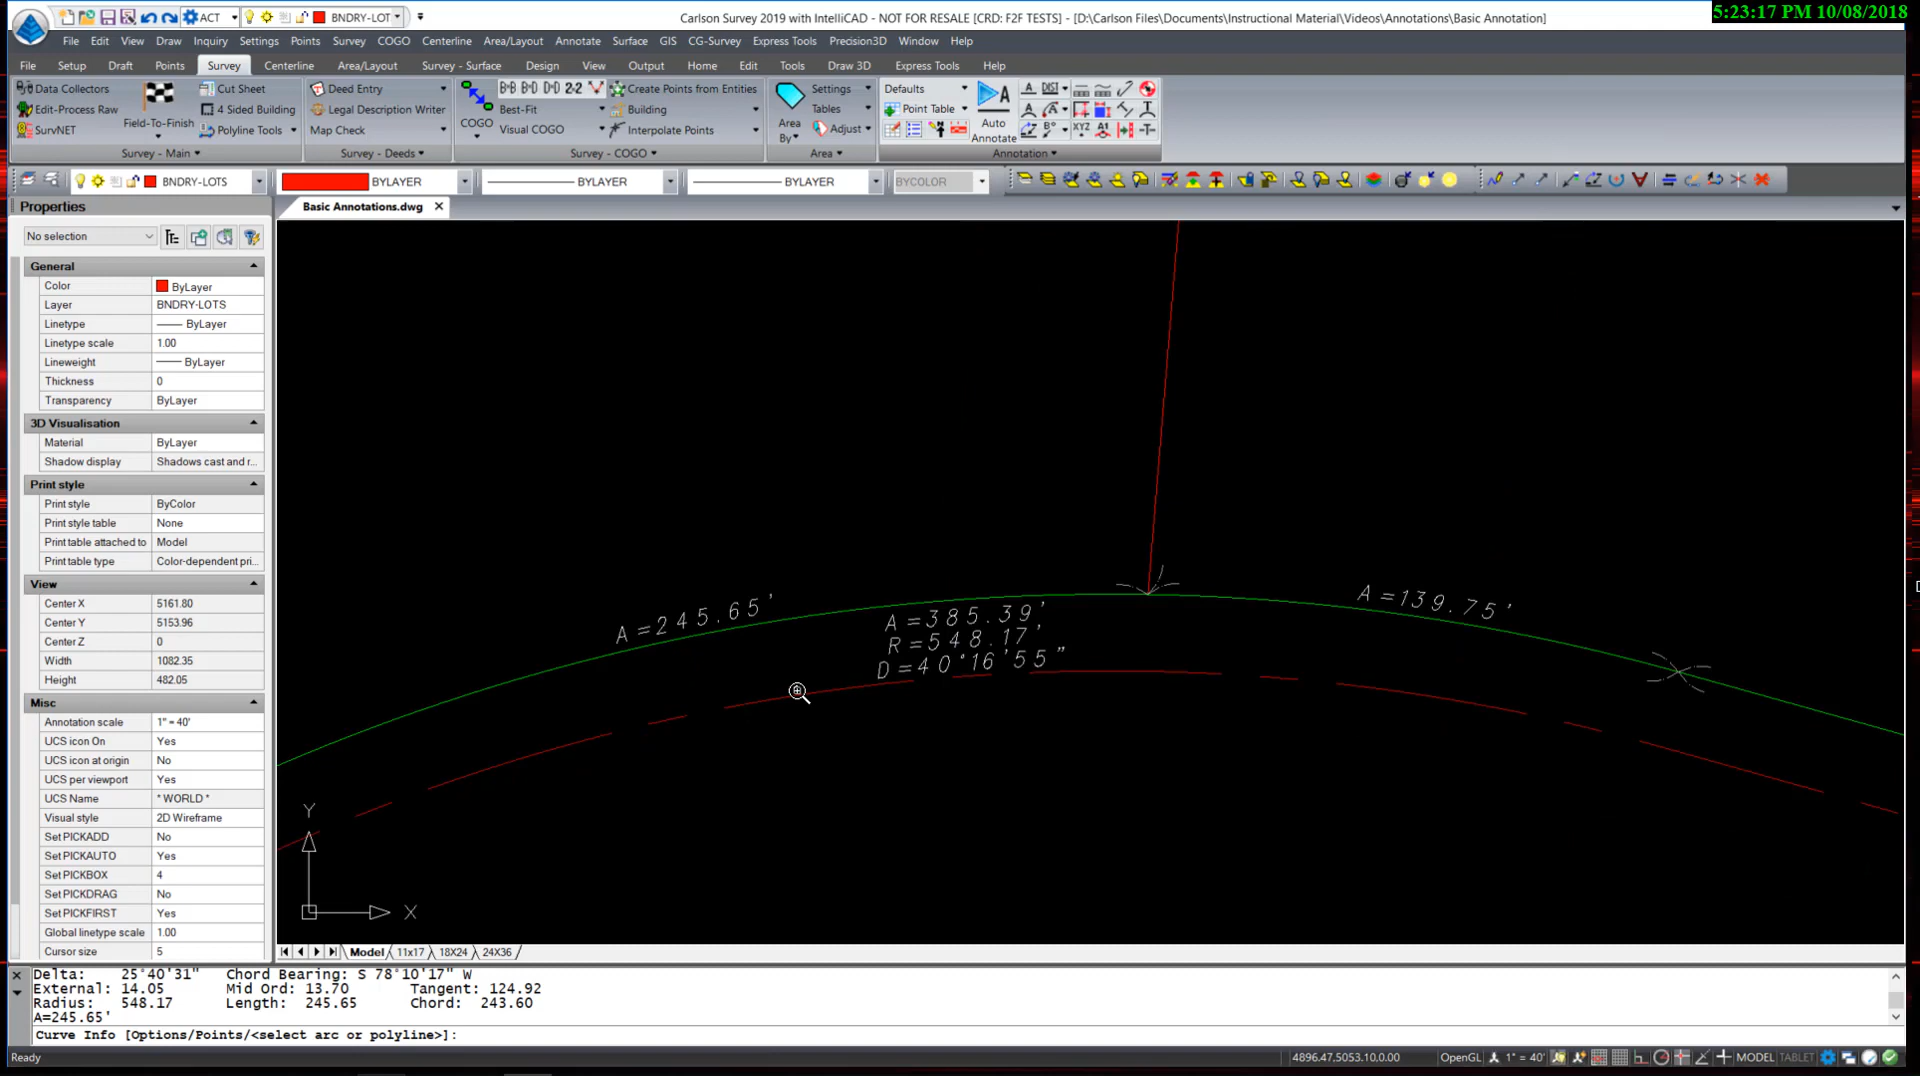 5:23:17 PM 10/08/2018
ACT BNDRY-LOT
Carlson Survey 2019 with IntelliCAD - NOT FOR RESALE [CRD: F2F TESTS] - [D:\Carlson Files\Documents\Instructional Material\Videos\Annotations\Basic Annotation]
File Edit View Draw Inquiry Settings Points Survey COGO Centerline Area/Layout Annotate Surface GIS CG-Survey Express Tools Precision3D Window Help
File Setup Draft Points Survey Centerline Area/Layout Survey - Surface Design View Output Home Edit Tools Draw 3D Express Tools Help
Data Collectors
Edit-Process Raw
SurvNET
Field-To-Finish
Cut Sheet
4 Sided Building
Polyline Tools
Survey - Main
Deed Entry
Legal Description Writer
Map Check
Survey - Deeds
COGO
B-B B-D D-D 2-2
Best-Fit
Visual COGO
Create Points from Entities
Building
Interpolate Points
Survey - COGO
Area
By
Settings
Tables
Adjust
Area
Defaults
Point Table
Auto
Annotate
DIST
XYZ
Annotation
BNDRY-LOTS BYLAYER BYLAYER BYLAYER BYCOLOR
Properties
Basic Annotations.dwg
No selection
General
Color ByLayer
Layer BNDRY-LOTS
Linetype ByLayer
Linetype scale 1.00
Lineweight ByLayer
Thickness 0
Transparency ByLayer
3D Visualisation
Material ByLayer
Shadow display Shadows cast and r...
Print style
Print style ByColor
Print style table None
Print table attached to Model
Print table type Color-dependent pri...
View
Center X 5161.80
Center Y 5153.96
Center Z 0
Width 1082.35
Height 482.05
Misc
Annotation scale 1" = 40'
UCS icon On Yes
UCS icon at origin No
UCS per viewport Yes
UCS Name * WORLD *
Visual style 2D Wireframe
Set PICKADD No
Set PICKAUTO Yes
Set PICKBOX 4
Set PICKDRAG No
Set PICKFIRST Yes
Global linetype scale 1.00
Cursor size 5
A=245.65'
A=385.39'
R=548.17'
D=40°16'55"
A=139.75'
Y
X
Model 11x17 18X24 24X36
Delta: 25°40'31" Chord Bearing: S 78°10'17" W
External: 14.05 Mid Ord: 13.70 Tangent: 124.92
Radius: 548.17 Length: 245.65 Chord: 243.60
A=245.65'
Curve Info [Options/Points/<select arc or polyline>]:
Ready
4896.47,5053.10,0.00 OpenGL 1" = 40' MODEL TABLET